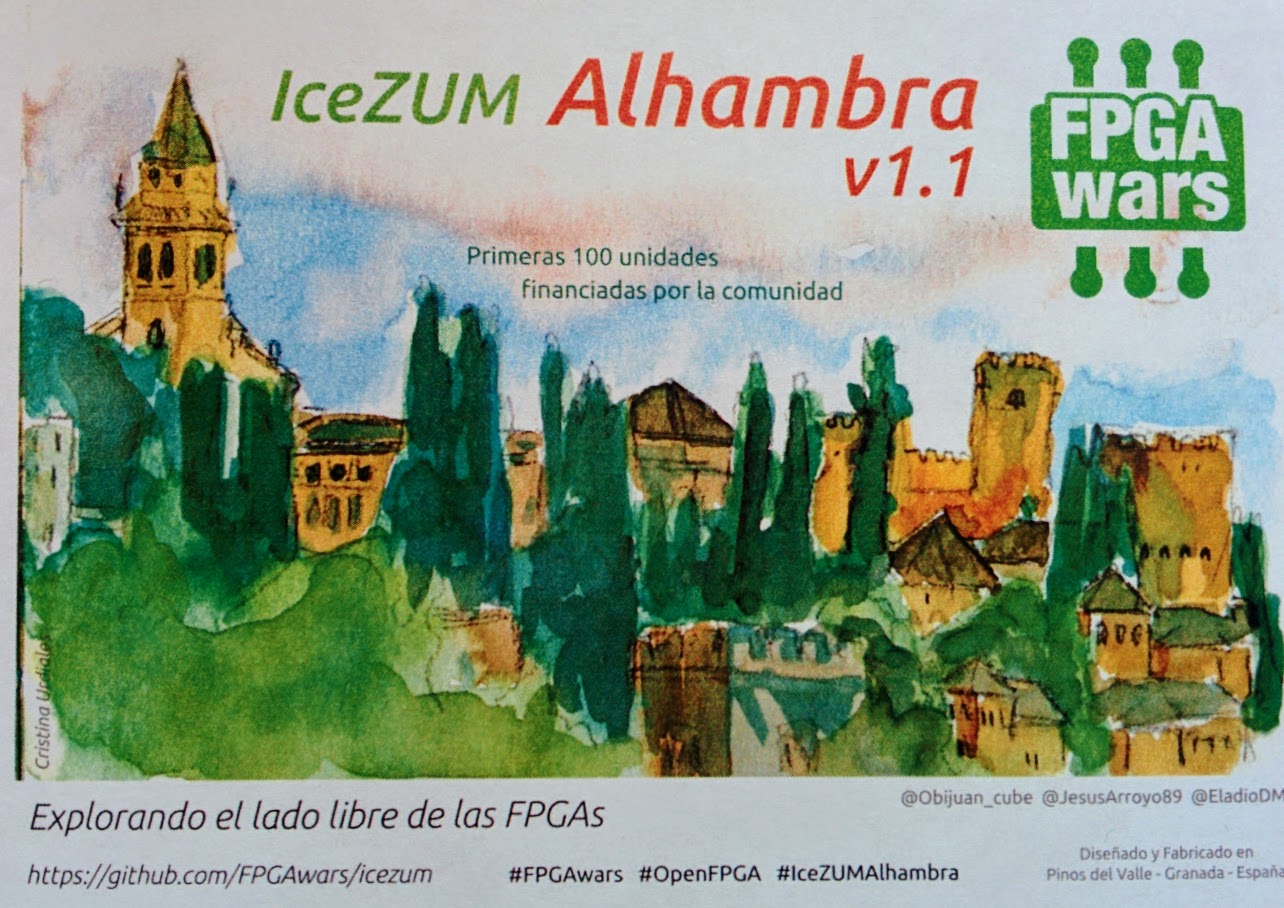 IceZUM Alhambra
v1.1
FPGA
wars
Primeras 100 unidades
financiadas por la comunidad
Cristina
@Obijuan_cube @JesusArroyo89 @EladioDM
Explorando el lado libre de las FPGAs
https://github.com/FPGAwars/icezum #FPGAwars #OpenFPGA #IceZUMAlhambra
Diseñado y Fabricado en
Pinos del Valle - Granada - España